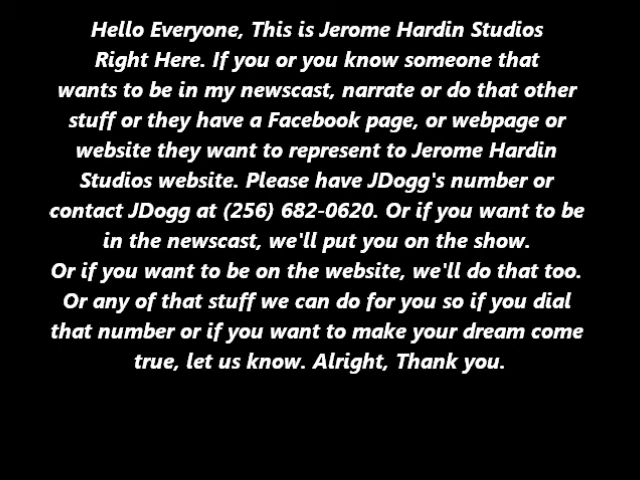 Hello Everyone, This is Jerome Hardin Studios
Right Here. If you or you know someone that
wants to be in my newscast, narrate or do that other
stuff or they have a Facebook page, or webpage or
website they want to represent to Jerome Hardin
Studios website. Please have JDogg's number or
contact JDogg at (256) 682-0620. Or if you want to be
in the newscast, we'll put you on the show.
Or if you want to be on the website, we'll do that too.
Or any of that stuff we can do for you so if you dial
that number or if you want to make your dream come
true, let us know. Alright, Thank you.